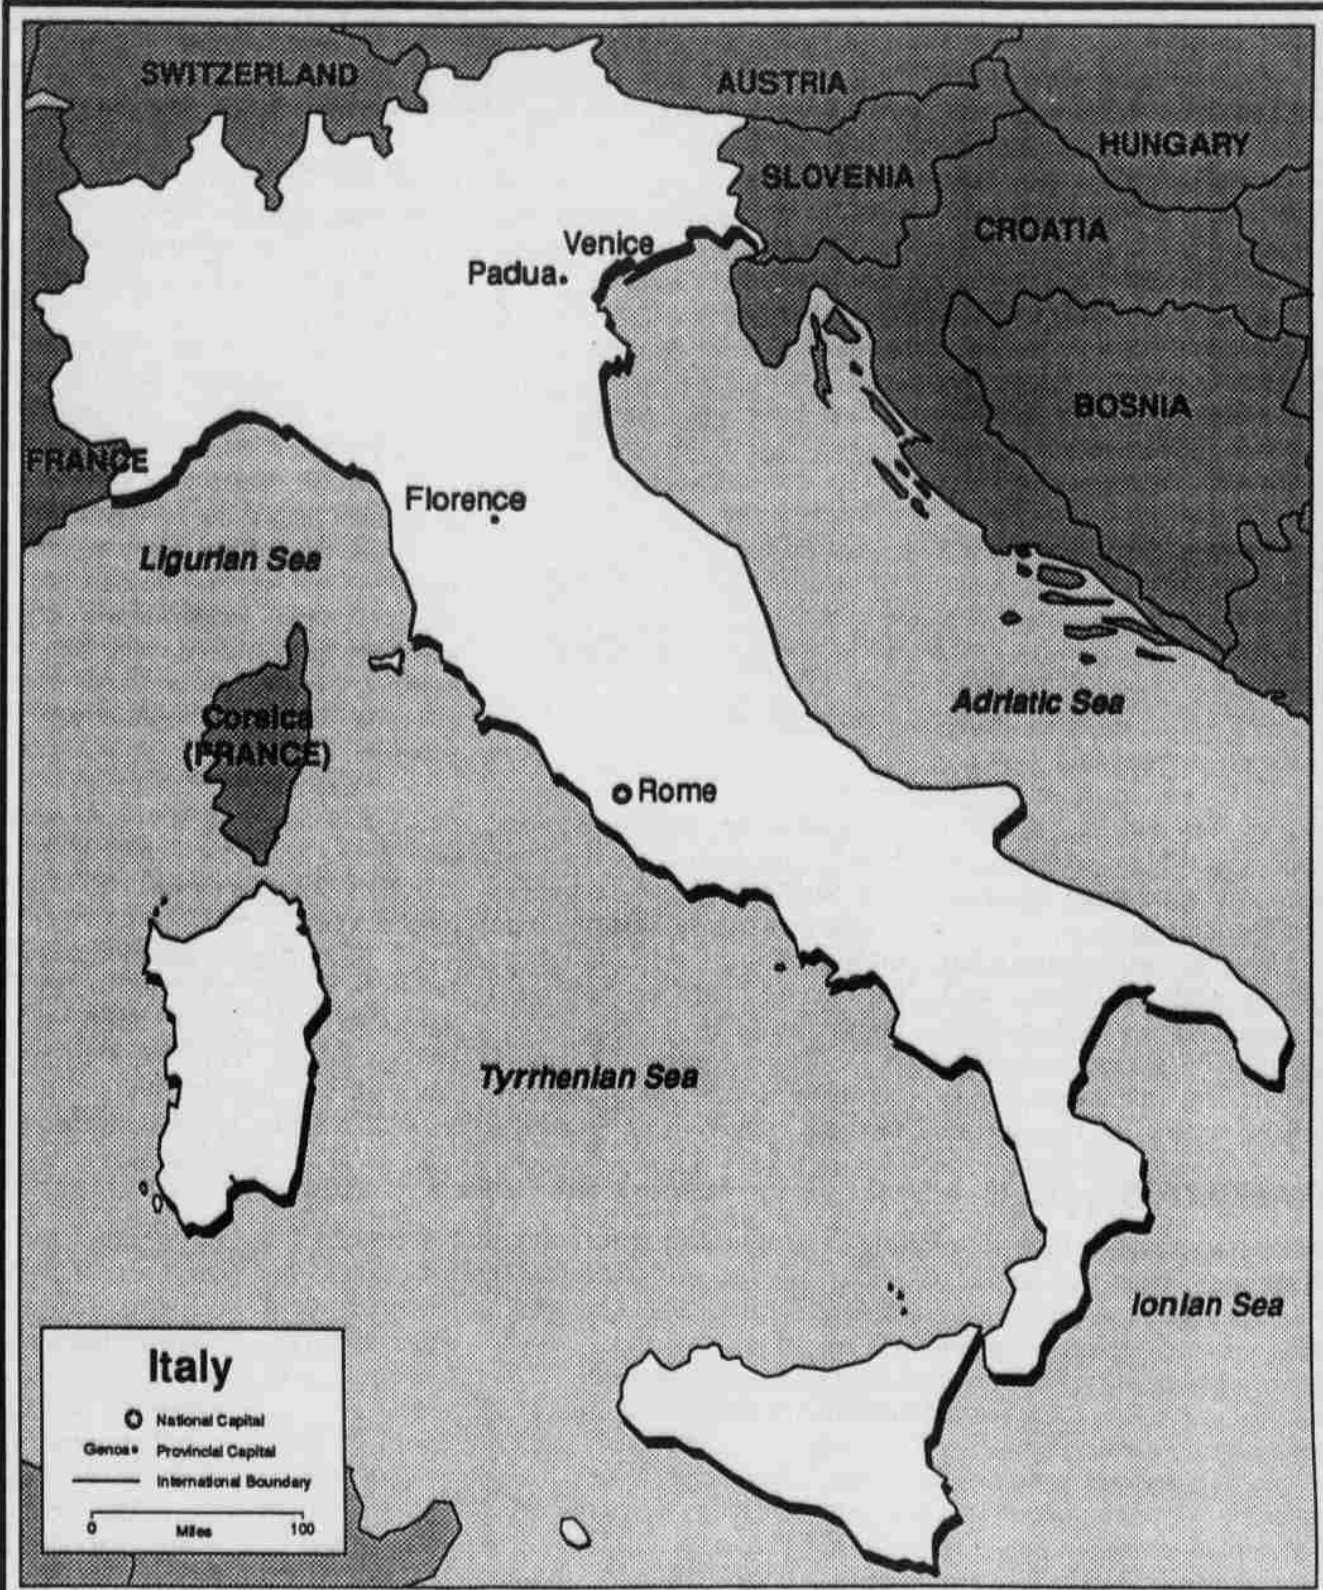 SWITZERLAND
AUSTRIA
HUNGARY
SLOVENIA
CROATIA
Venice
Padua
BOSNIA
FRANCE
Florence
Ligurian Sea
Adriatic Sea
Corsica
(FRANCE)
Rome
Tyrrhenian Sea
Ionian Sea
Italy
National Capital
Genoa Provincial Capital
International Boundary
0 Miles 100